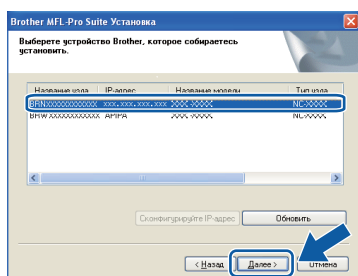 Brother MFL-Pro Suite Установка
Выберете устройство Brother, которое собираетесь
установить.
Название узла IP-адрес Название модели Тип узла
BRNXXXXXXXXXXXX xxx.xxx.xxx.xxx XXX-XXXX NC-XXXX
BRWXXXXXXXXXXXX APIPA XXX-XXXX NC-XXXX
Сконфигурируйте IP-адрес Обновить
< Назад Далее > Отмена